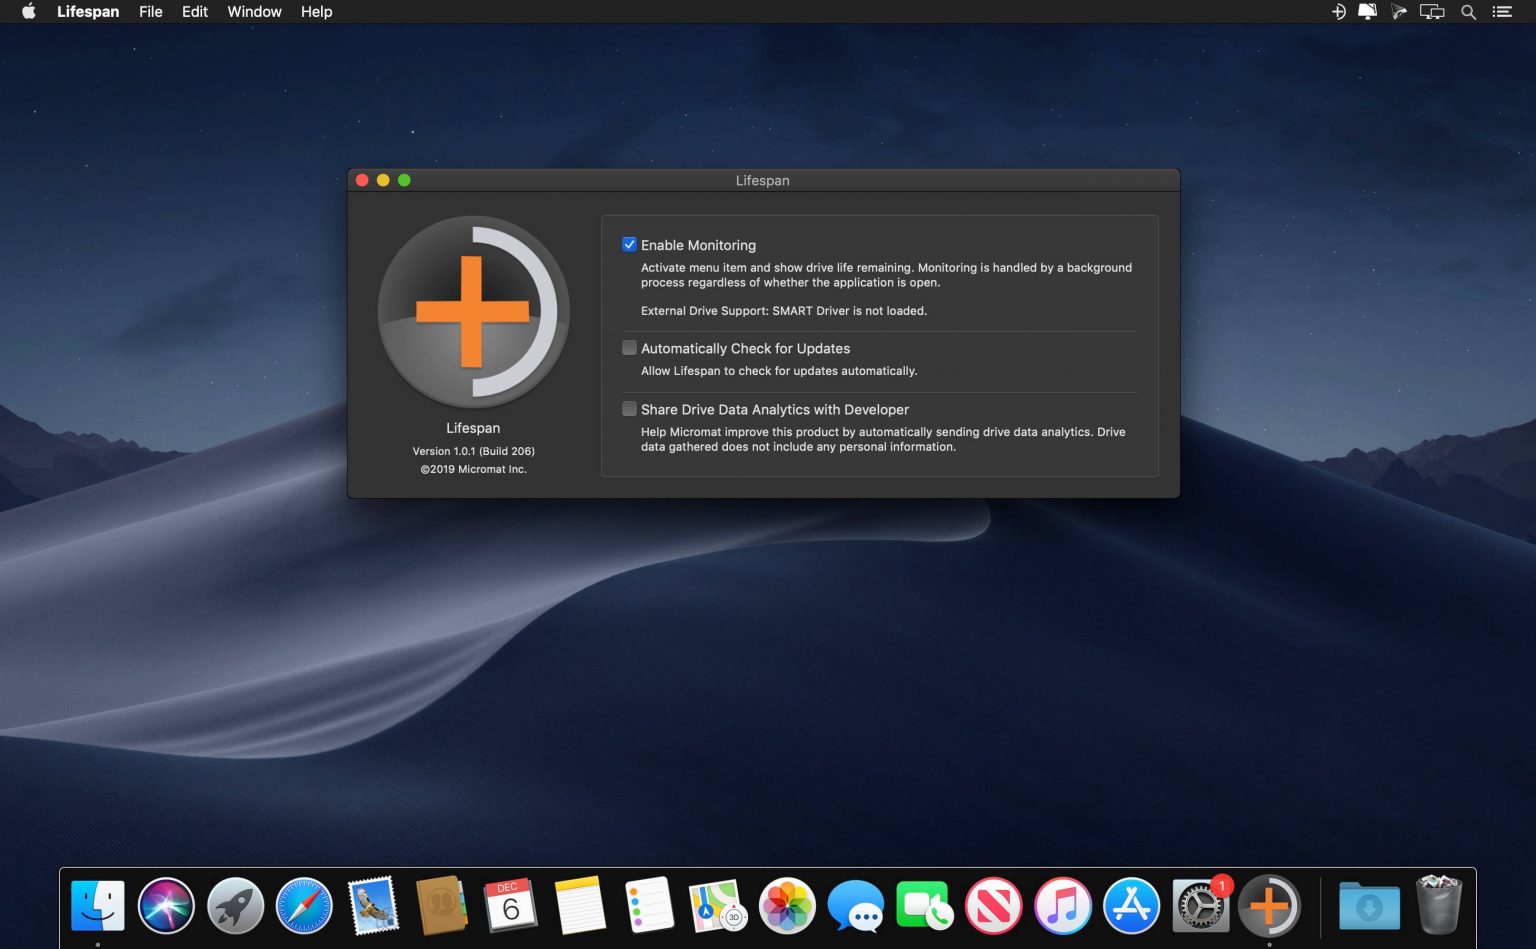 Lifespan File Edit Window Help
Lifespan
Enable Monitoring
Activate menu item and show drive life remaining. Monitoring is handled by a background
process regardless of whether the application is open.
External Drive Support: SMART Driver is not loaded.
Automatically Check for Updates
Allow Lifespan to check for updates automatically.
Share Drive Data Analytics with Developer
Help Micromat improve this product by automatically sending drive data analytics. Drive
data gathered does not include any personal information.
Lifespan
Version 1.0.1 (Build 206)
©2019 Micromat Inc.
DEC
6
3D
1